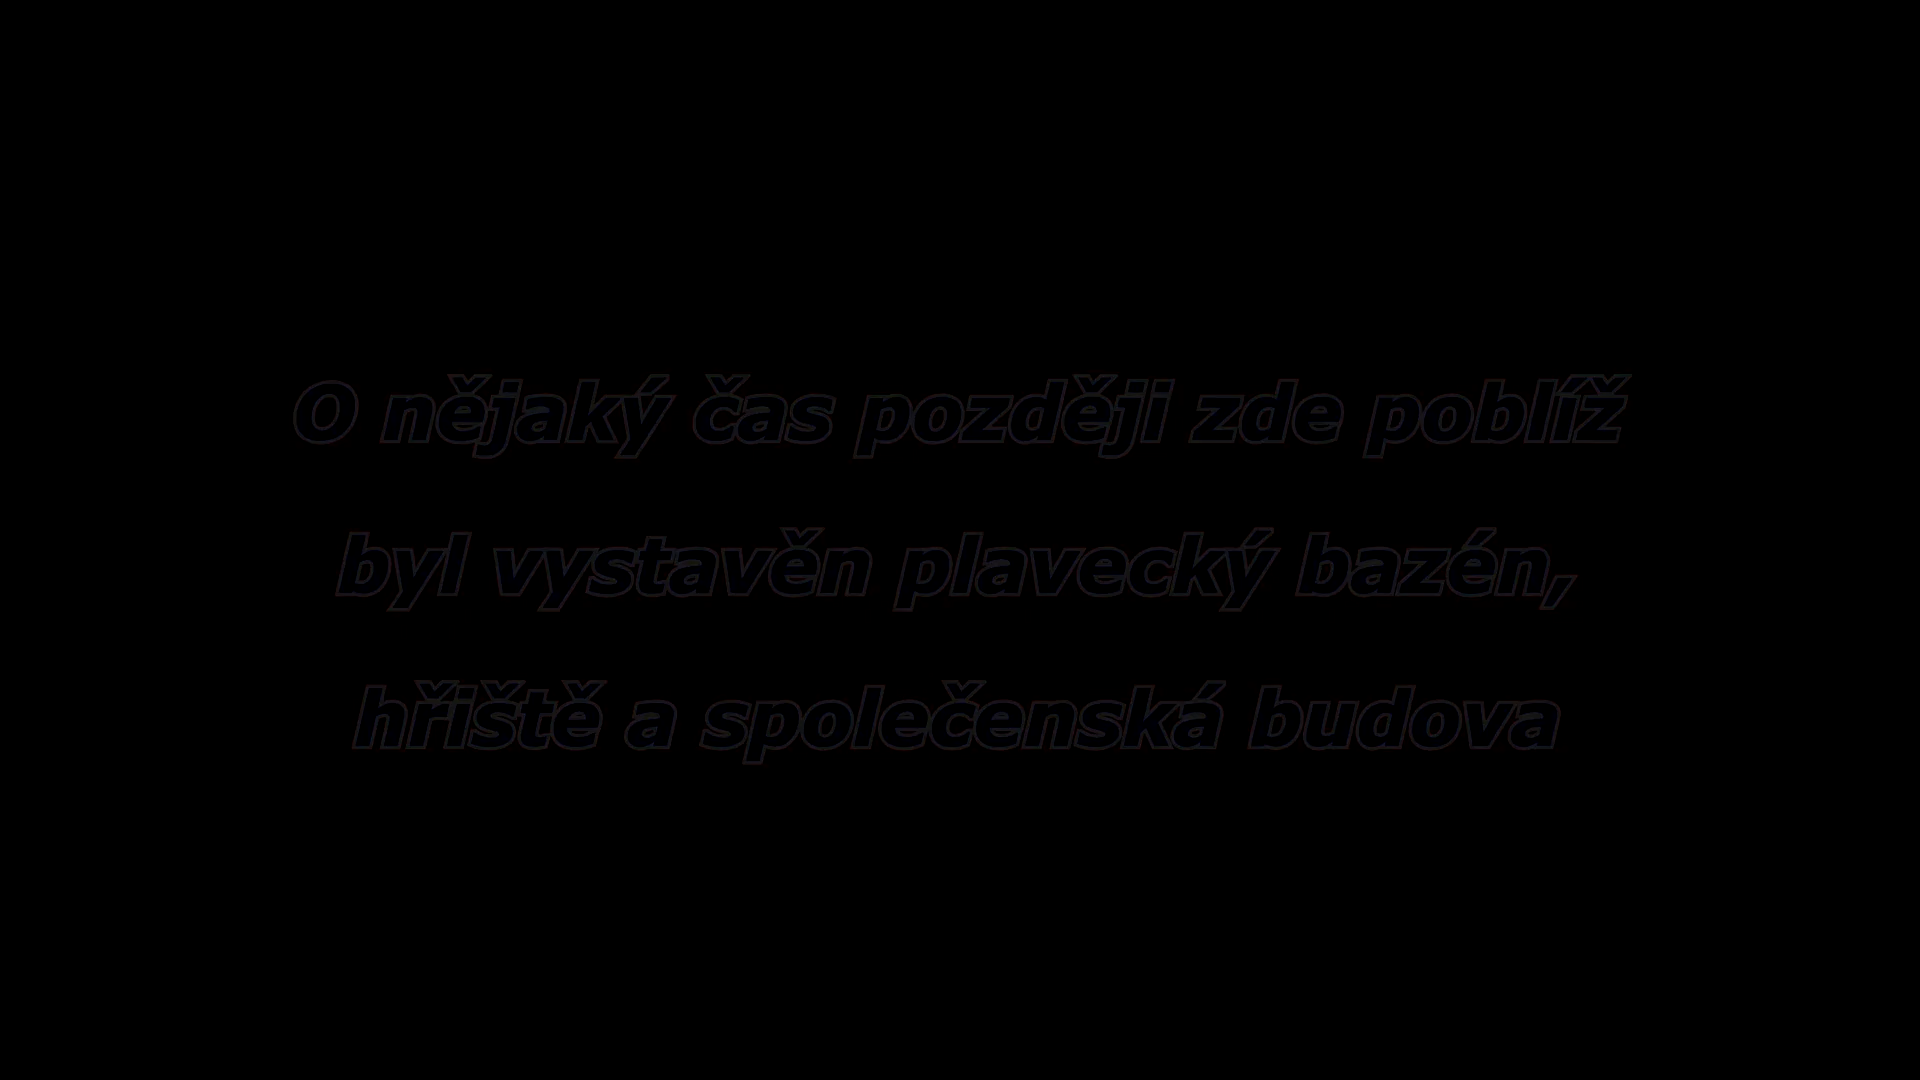 O nějaký čas později zde poblíž
byl vystavěn plavecký bazén,
hřiště a společenská budova